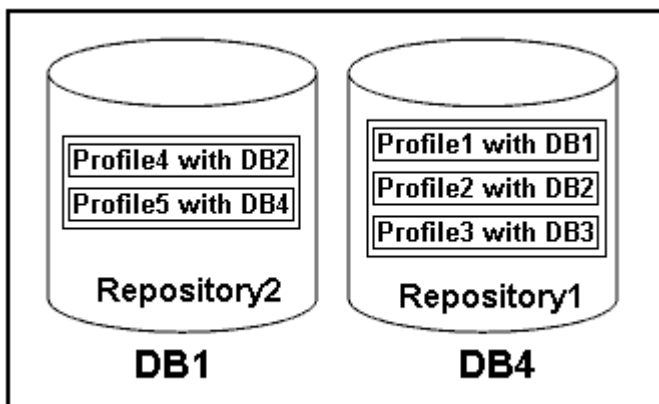 Profile4 with DB2
Profile5 with DB4
Repository2
DB1
Profile1 with DB1
Profile2 with DB2
Profile3 with DB3
Repository1
DB4